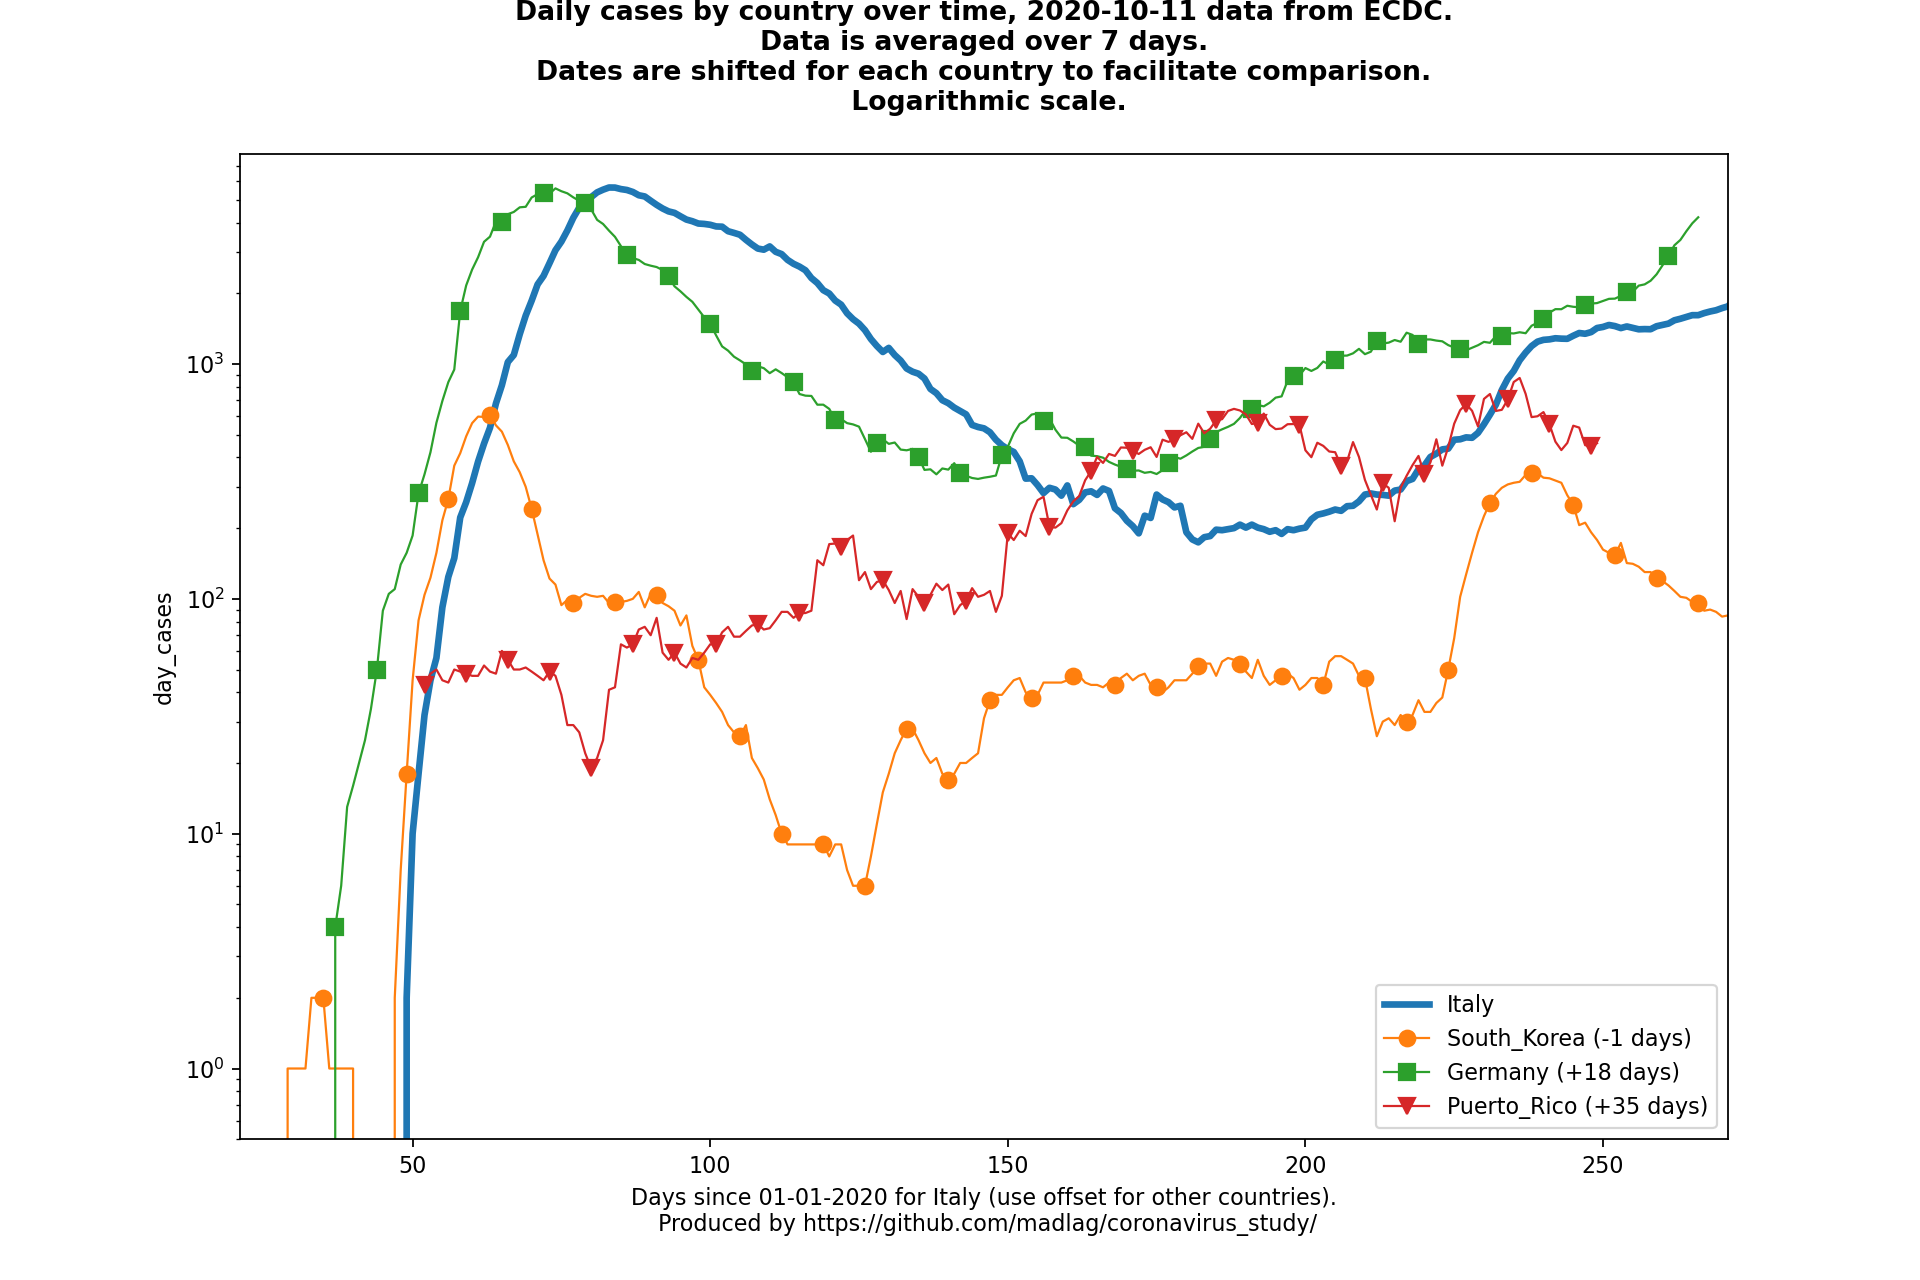 Daily cases by country over time, 2020-10-11 data from ECDC.
Data is averaged over 7 days.
Dates are shifted for each country to facilitate comparison.
Logarithmic scale.
day_cases
10³
10²
10¹
10⁰
50
100
150
200
250
Italy
South_Korea (-1 days)
Germany (+18 days)
Puerto_Rico (+35 days)
Days since 01-01-2020 for Italy (use offset for other countries).
Produced by https://github.com/madlag/coronavirus_study/